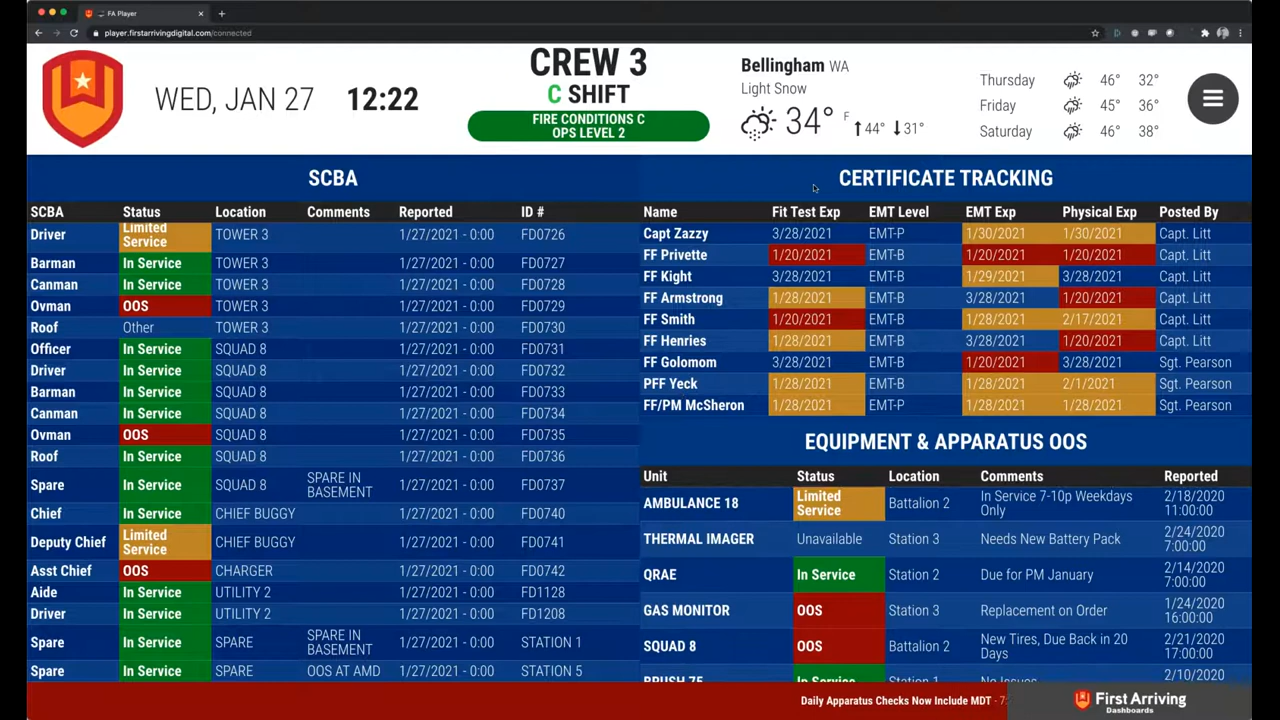 FA Player
player.firstarrivingdigital.com/connected
WED, JAN 27 12:22
CREW 3
C SHIFT
FIRE CONDITIONS C
OPS LEVEL 2
Bellingham WA
Light Snow
34° F 44° 31°
Thursday 46° 32°
Friday 45° 36°
Saturday 46° 38°
SCBA
SCBA Status Location Comments Reported ID #
Driver Limited Service TOWER 3 1/27/2021 - 0:00 FD0726
Barman In Service TOWER 3 1/27/2021 - 0:00 FD0727
Canman In Service TOWER 3 1/27/2021 - 0:00 FD0728
Ovman OOS TOWER 3 1/27/2021 - 0:00 FD0729
Roof Other TOWER 3 1/27/2021 - 0:00 FD0730
Officer In Service SQUAD 8 1/27/2021 - 0:00 FD0731
Driver In Service SQUAD 8 1/27/2021 - 0:00 FD0732
Barman In Service SQUAD 8 1/27/2021 - 0:00 FD0733
Canman In Service SQUAD 8 1/27/2021 - 0:00 FD0734
Ovman OOS SQUAD 8 1/27/2021 - 0:00 FD0735
Roof In Service SQUAD 8 1/27/2021 - 0:00 FD0736
Spare In Service SQUAD 8 SPARE IN BASEMENT 1/27/2021 - 0:00 FD0737
Chief In Service CHIEF BUGGY 1/27/2021 - 0:00 FD0740
Deputy Chief Limited Service CHIEF BUGGY 1/27/2021 - 0:00 FD0741
Asst Chief OOS CHARGER 1/27/2021 - 0:00 FD0742
Aide In Service UTILITY 2 1/27/2021 - 0:00 FD1128
Driver In Service UTILITY 2 1/27/2021 - 0:00 FD1208
Spare In Service SPARE SPARE IN BASEMENT 1/27/2021 - 0:00 STATION 1
Spare In Service SPARE OOS AT AMD 1/27/2021 - 0:00 STATION 5
CERTIFICATE TRACKING
Name Fit Test Exp EMT Level EMT Exp Physical Exp Posted By
Capt Zazzy 3/28/2021 EMT-P 1/30/2021 1/30/2021 Capt. Litt
FF Privette 1/20/2021 EMT-B 1/20/2021 1/20/2021 Capt. Litt
FF Kight 3/28/2021 EMT-B 1/29/2021 3/28/2021 Capt. Litt
FF Armstrong 1/28/2021 EMT-B 3/28/2021 1/20/2021 Capt. Litt
FF Smith 1/20/2021 EMT-B 1/28/2021 2/17/2021 Capt. Litt
FF Henries 1/28/2021 EMT-B 3/28/2021 1/20/2021 Capt. Litt
FF Golomom 3/28/2021 EMT-B 1/20/2021 3/28/2021 Sgt. Pearson
PFF Yeck 1/28/2021 EMT-B 1/28/2021 2/1/2021 Sgt. Pearson
FF/PM McSheron 1/28/2021 EMT-P 1/28/2021 1/28/2021 Sgt. Pearson
EQUIPMENT & APPARATUS OOS
Unit Status Location Comments Reported
AMBULANCE 18 Limited Service Battalion 2 In Service 7-10p Weekdays Only 2/18/2020 11:00:00
THERMAL IMAGER Unavailable Station 3 Needs New Battery Pack 2/24/2020 7:00:00
QRAE In Service Station 2 Due for PM January 2/14/2020 7:00:00
GAS MONITOR OOS Station 3 Replacement on Order 1/24/2020 16:00:00
SQUAD 8 OOS Battalion 2 New Tires, Due Back in 20 Days 2/21/2020 17:00:00
BRUSH 75 In Service Station 1 No Issues 2/10/2020
Daily Apparatus Checks Now Include MDT - 7
First Arriving
Dashboards